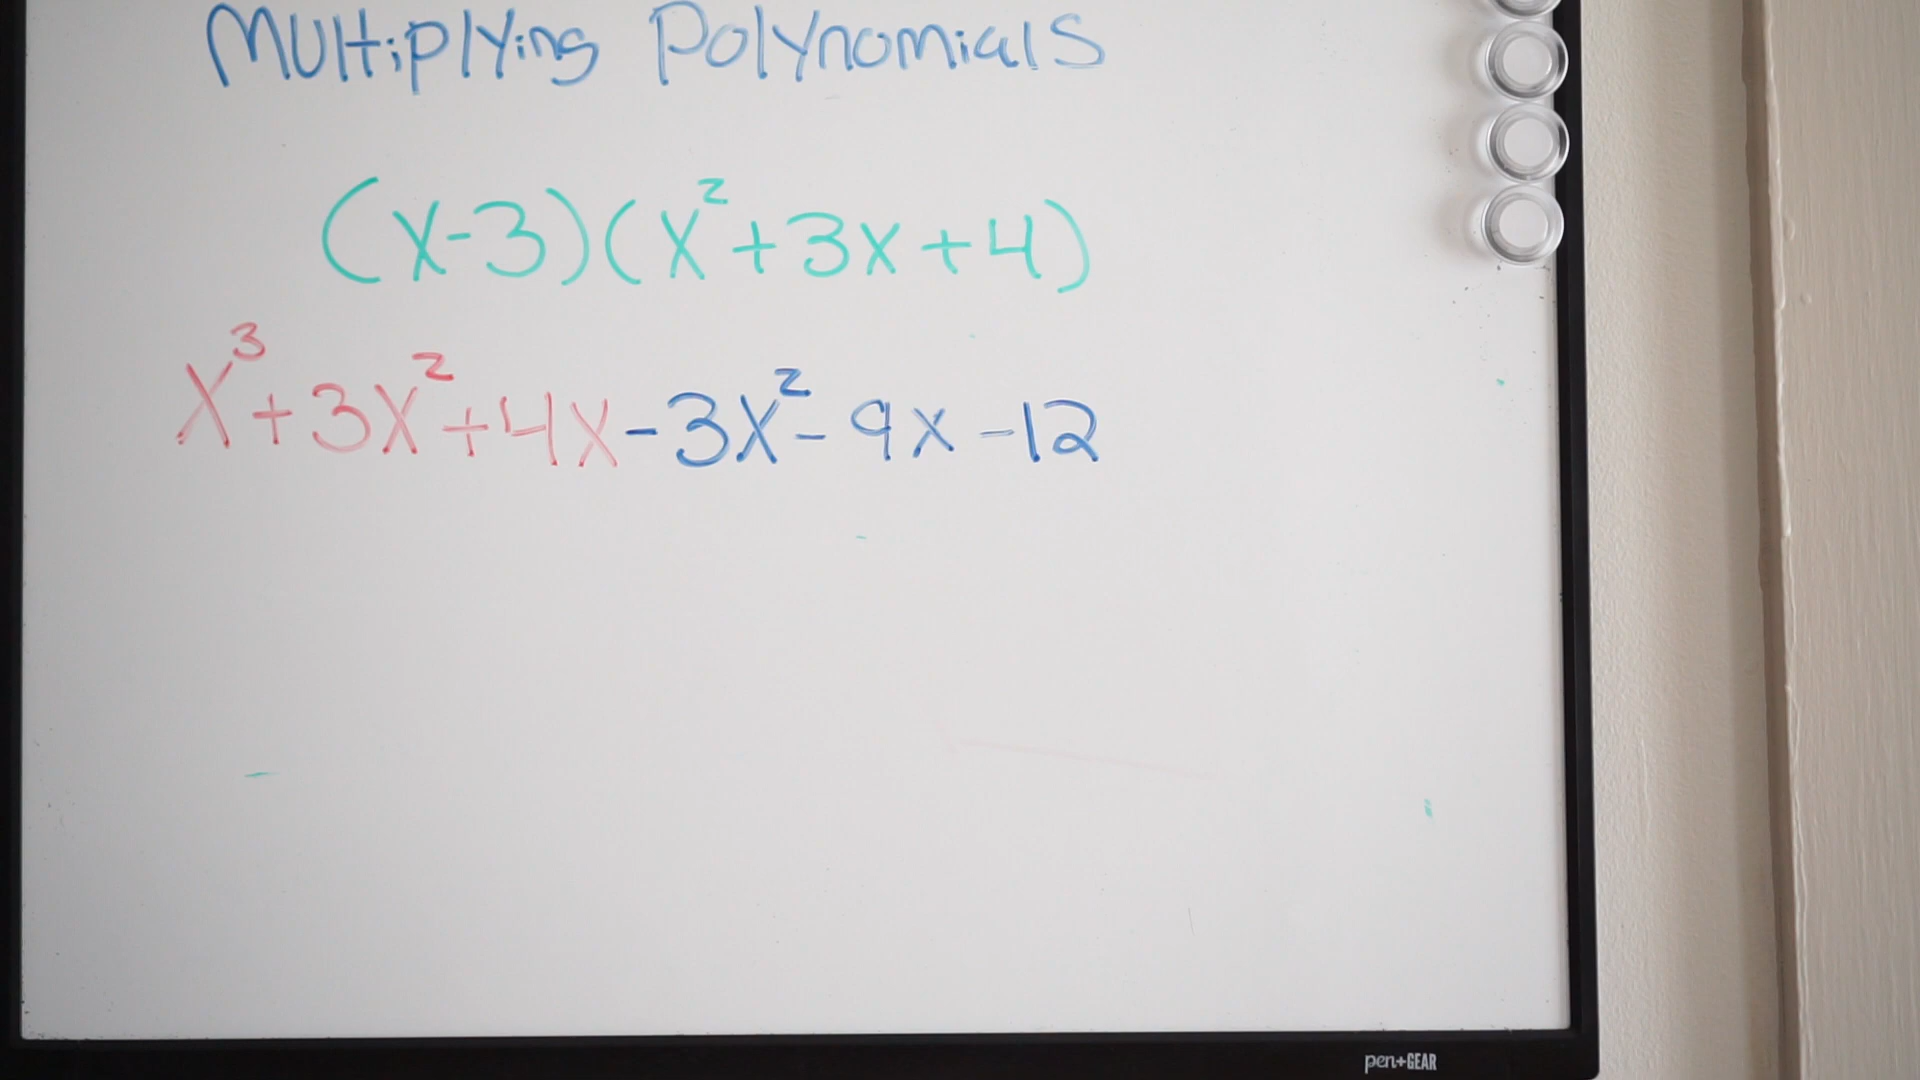 Multiplying Polynomials
(x-3)(x²+3x+4)
x³+3x²+4x-3x²-9x-12
pen+GEAR